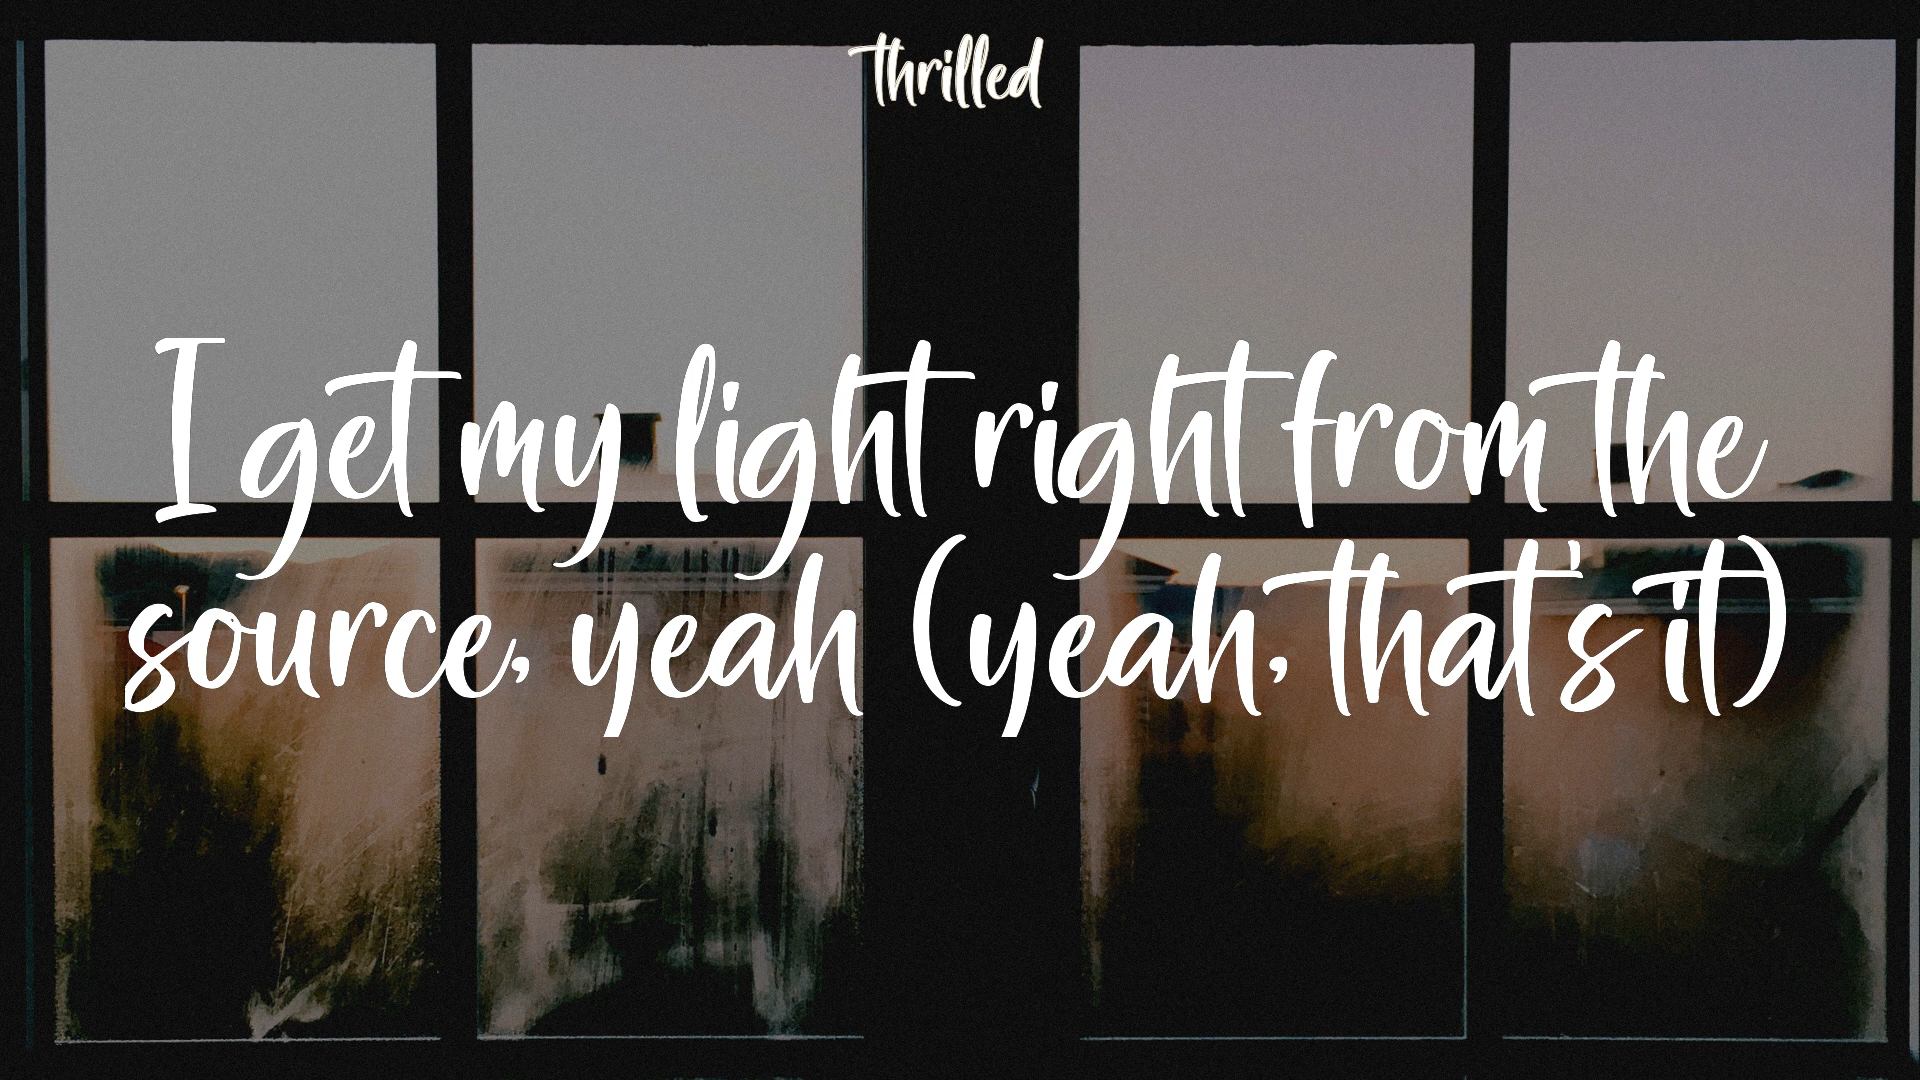 thrilled
I get my light right from the
source, yeah (yeah, that's it)